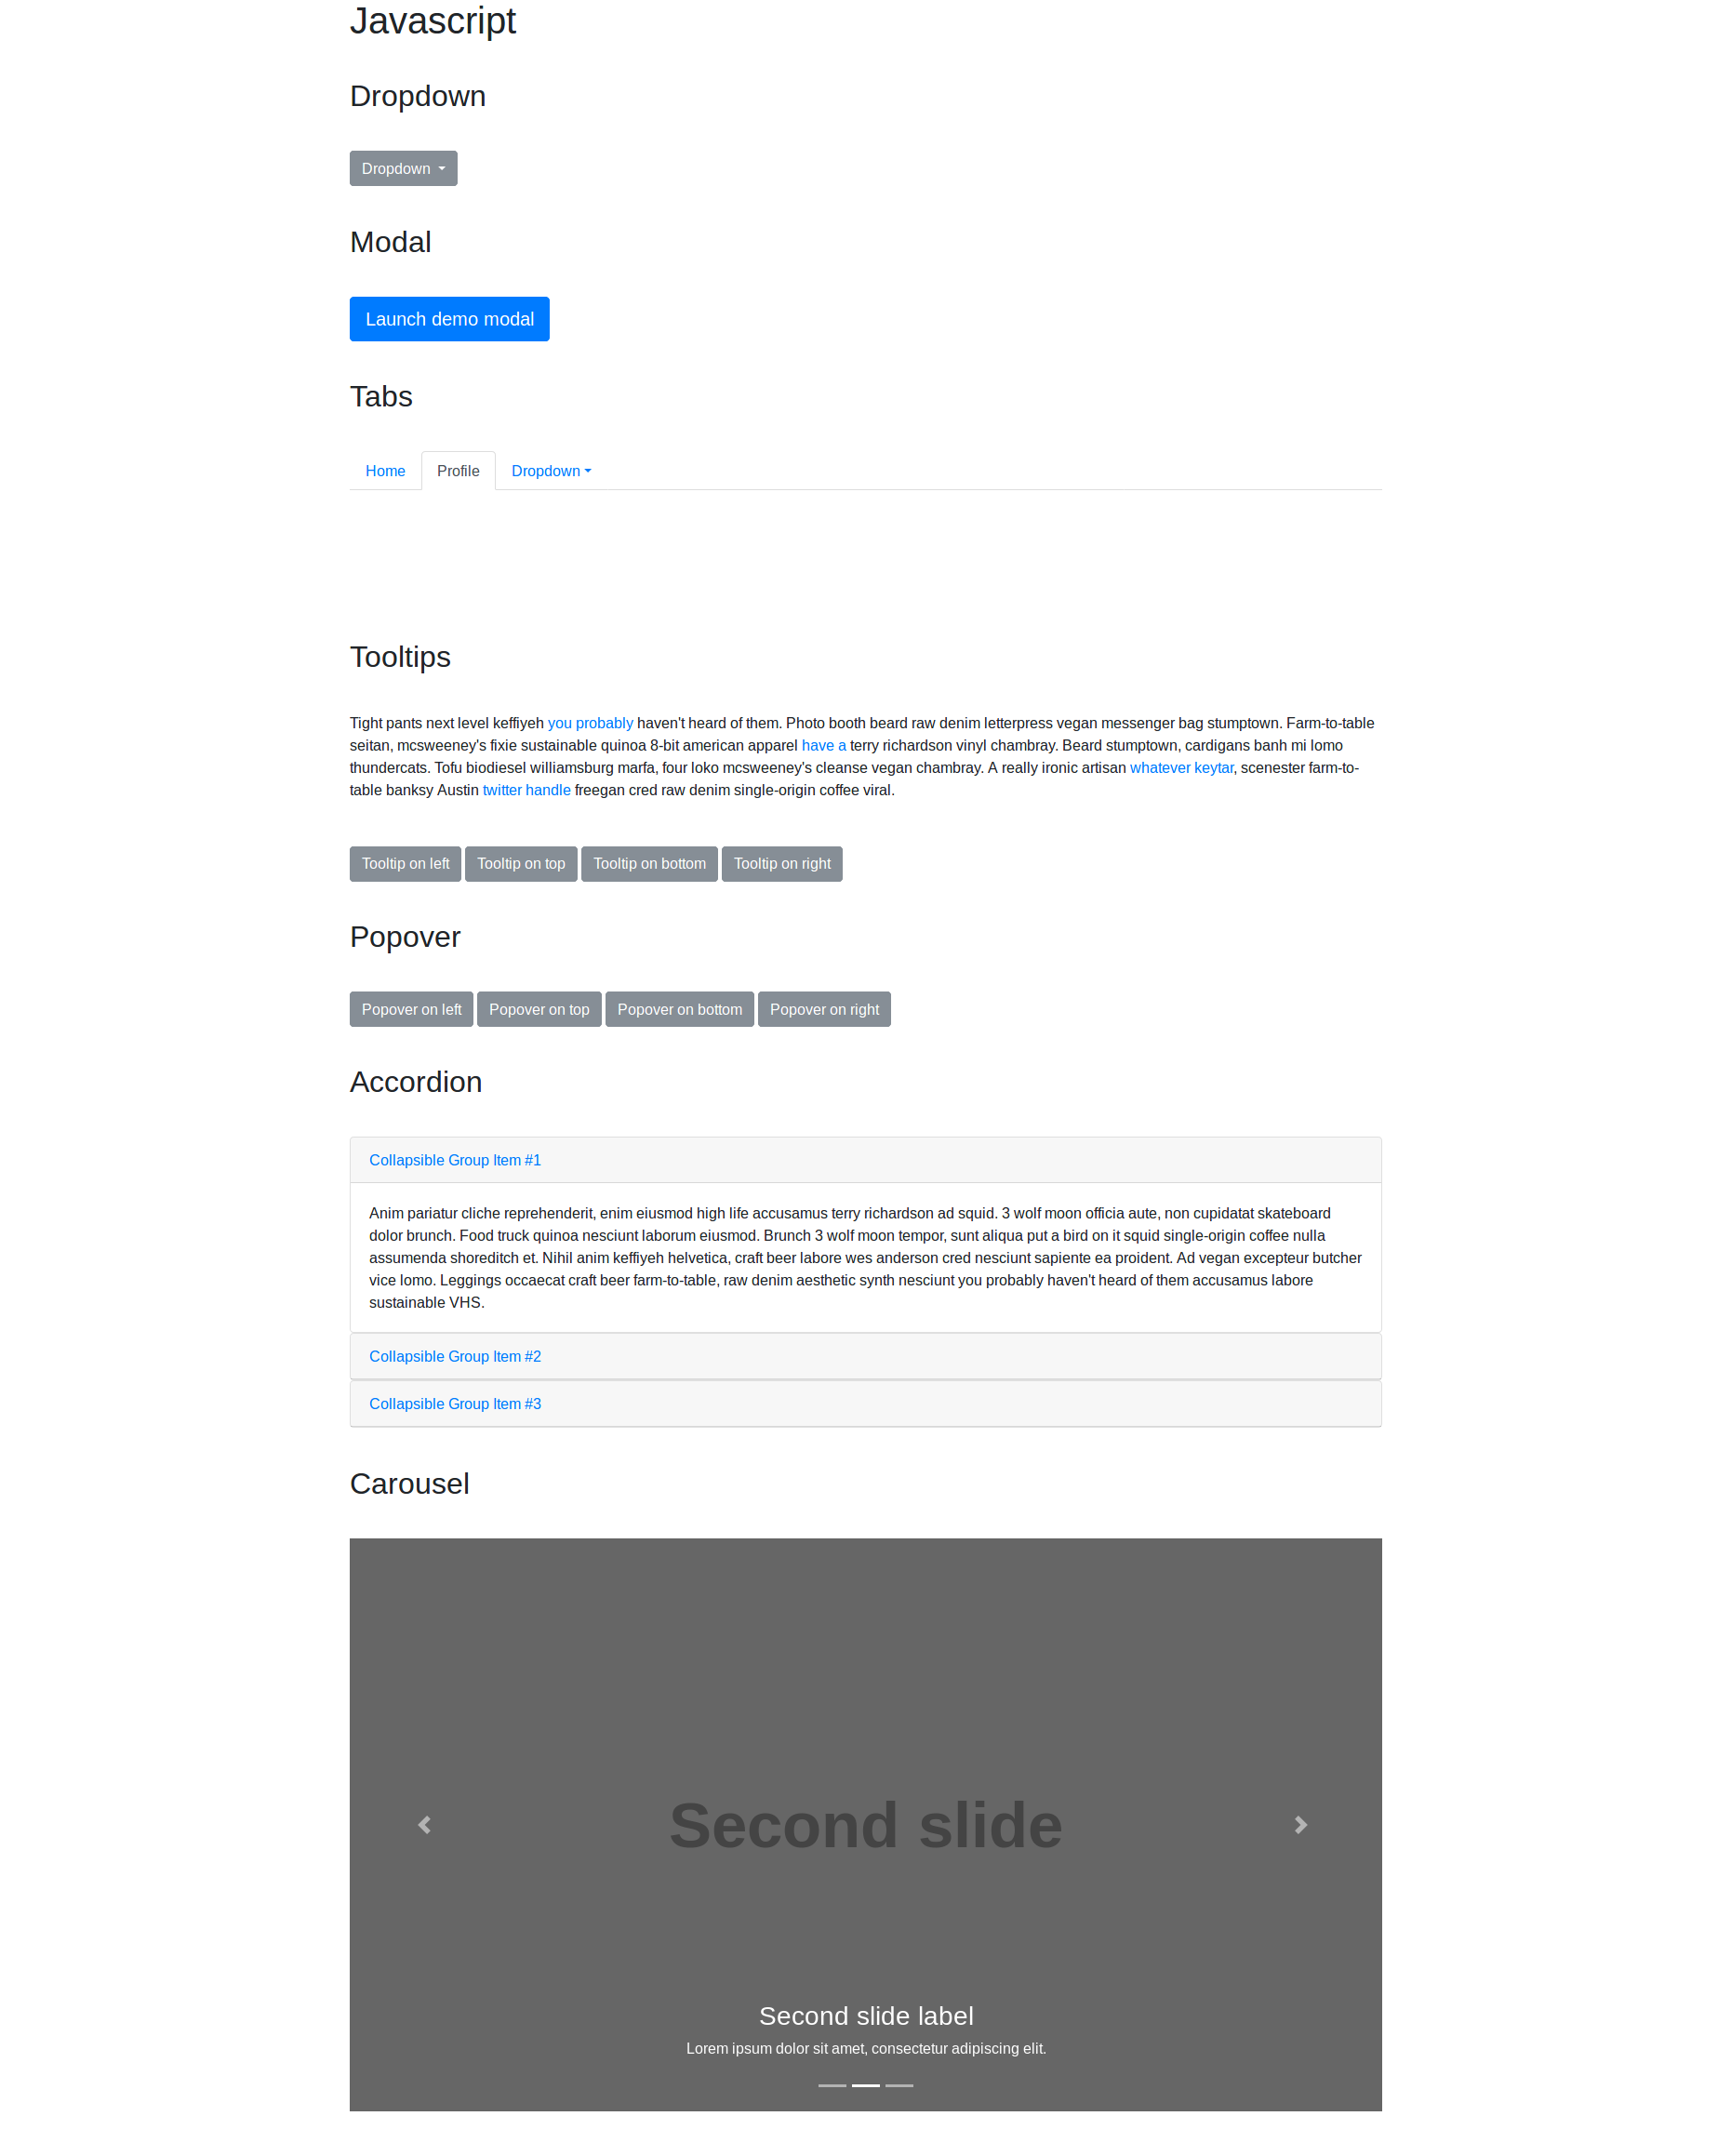 Javascript
Dropdown
Dropdown
Modal
Launch demo modal
Tabs
Home Profile Dropdown
Tooltips
Tight pants next level keffiyeh you probably haven't heard of them. Photo booth beard raw denim letterpress vegan messenger bag stumptown. Farm-to-table
seitan, mcsweeney's fixie sustainable quinoa 8-bit american apparel have a terry richardson vinyl chambray. Beard stumptown, cardigans banh mi lomo
thundercats. Tofu biodiesel williamsburg marfa, four loko mcsweeney's cleanse vegan chambray. A really ironic artisan whatever keytar, scenester farm-to-
table banksy Austin twitter handle freegan cred raw denim single-origin coffee viral.
Tooltip on left Tooltip on top Tooltip on bottom Tooltip on right
Popover
Popover on left Popover on top Popover on bottom Popover on right
Accordion
Collapsible Group Item #1
Anim pariatur cliche reprehenderit, enim eiusmod high life accusamus terry richardson ad squid. 3 wolf moon officia aute, non cupidatat skateboard
dolor brunch. Food truck quinoa nesciunt laborum eiusmod. Brunch 3 wolf moon tempor, sunt aliqua put a bird on it squid single-origin coffee nulla
assumenda shoreditch et. Nihil anim keffiyeh helvetica, craft beer labore wes anderson cred nesciunt sapiente ea proident. Ad vegan excepteur butcher
vice lomo. Leggings occaecat craft beer farm-to-table, raw denim aesthetic synth nesciunt you probably haven't heard of them accusamus labore
sustainable VHS.
Collapsible Group Item #2
Collapsible Group Item #3
Carousel
Second slide
Second slide label
Lorem ipsum dolor sit amet, consectetur adipiscing elit.